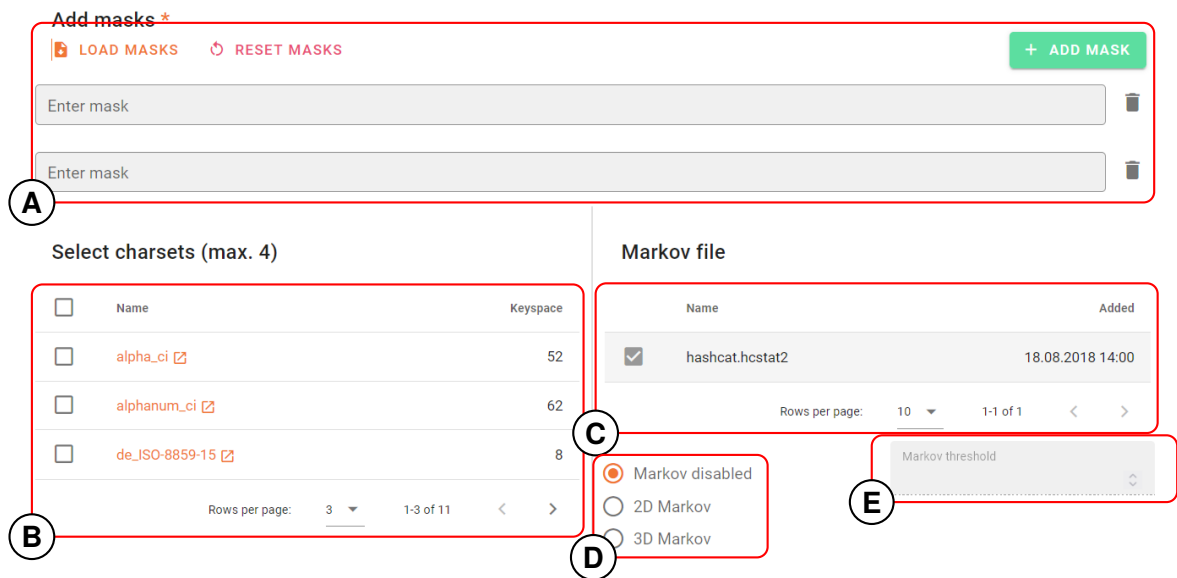 Add masks *
LOAD MASKS RESET MASKS + ADD MASK
Enter mask
Enter mask
A
Select charsets (max. 4)
Name Keyspace
alpha_ci 52
alphanum_ci 62
de_ISO-8859-15 8
Rows per page: 3 1-3 of 11
B
Markov file
Name Added
hashcat.hcstat2 18.08.2018 14:00
Rows per page: 10 1-1 of 1
C
Markov disabled
2D Markov
3D Markov
D
Markov threshold
E